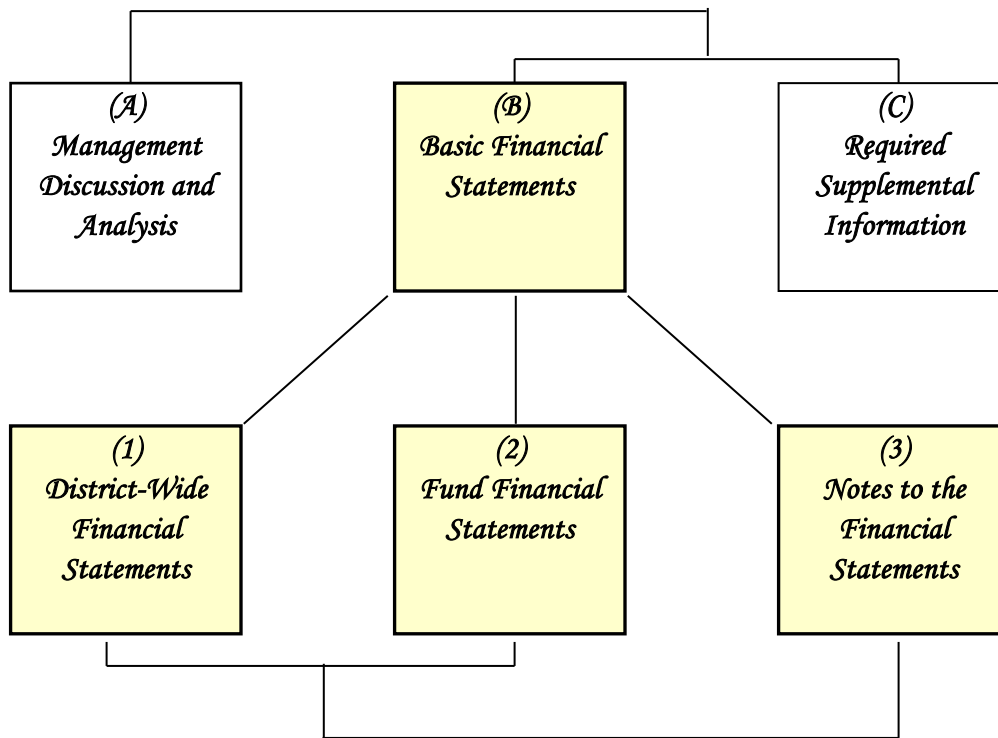 (A)
Management
Discussion and
Analysis
(B)
Basic Financial
Statements
(C)
Required
Supplemental
Information
(1)
District-Wide
Financial
Statements
(2)
Fund Financial
Statements
(3)
Notes to the
Financial
Statements